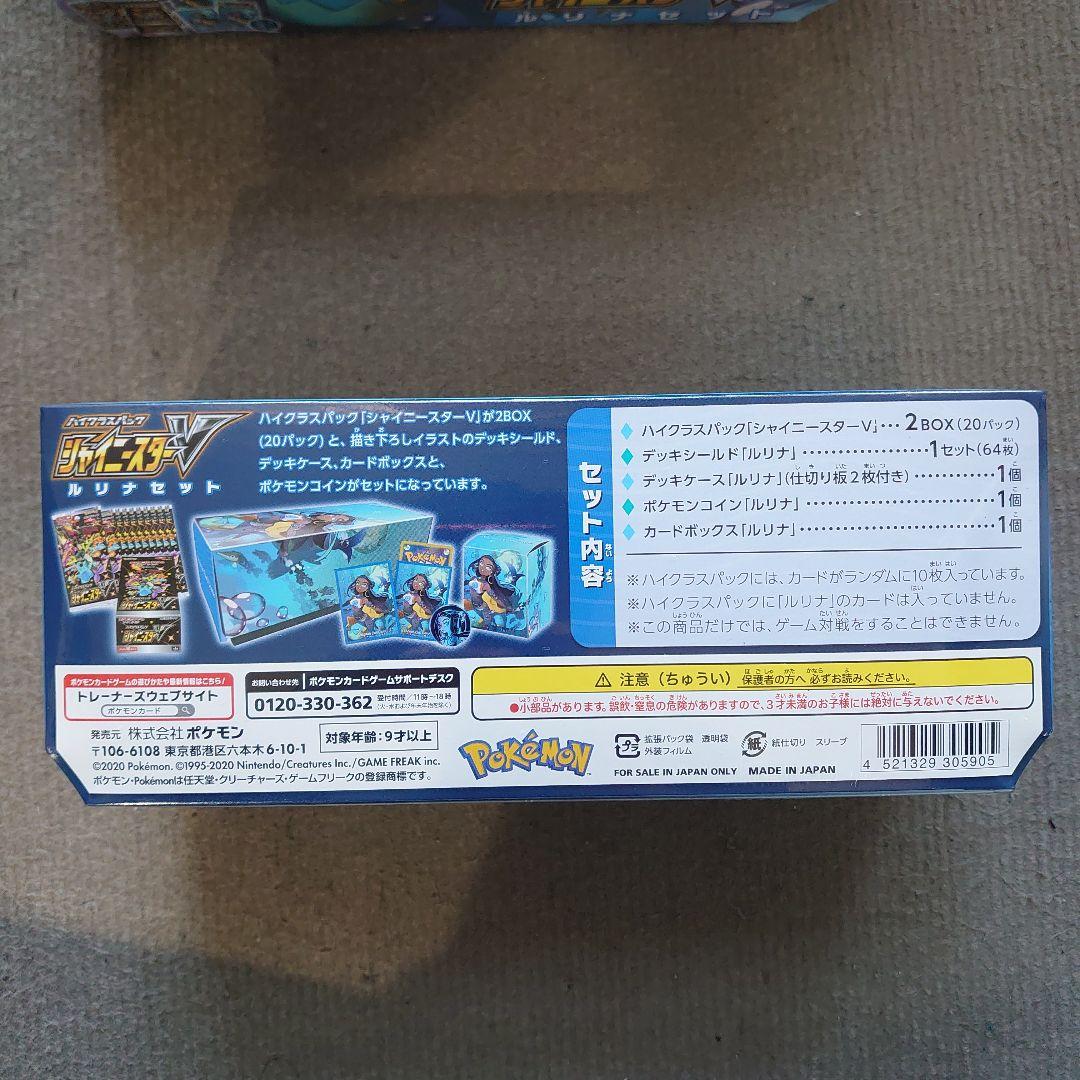 ルリナセット
ハイクラスパック
シャイニースターV
ルリナセット
ハイクラスパック「シャイニースターV」が2BOX
(20パック)と、描き下ろしイラストのデッキシールド、
デッキケース、カードボックスと、
ポケモンコインがセットになっています。
セット内容
ハイクラスパック「シャイニースターV」… 2BOX(20パック)
デッキシールド「ルリナ」………1セット(64枚)
デッキケース「ルリナ」(仕切り板2枚付き)………1個
ポケモンコイン「ルリナ」………1個
カードボックス「ルリナ」………1個
※ハイクラスパックには、カードがランダムに10枚入っています。
※ハイクラスパックに「ルリナ」のカードは入っていません。
※この商品だけでは、ゲーム対戦をすることはできません。
ポケモンカードゲームの遊びかたや最新情報はこちら!
トレーナーズウェブサイト
ポケモンカード
お問い合わせ先 ポケモンカードゲームサポートデスク
0120-330-362 受付時間/11時~18時
(火~木および年末年始を除く)
⚠ 注意(ちゅうい) 保護者の方へ 必ずお読みください。
●小部品があります。誤飲・窒息の危険がありますので、3才未満のお子様には絶対に与えないでください。
発売元 株式会社ポケモン
〒106-6108 東京都港区六本木6-10-1
対象年齢:9才以上
©2020 Pokémon. ©1995-2020 Nintendo/Creatures Inc./GAME FREAK inc.
ポケモン・Pokémonは任天堂・クリーチャーズ・ゲームフリークの登録商標です。
POKéMON
プラ 拡張パック袋 透明袋
外装フィルム
紙 紙仕切り スリーブ
FOR SALE IN JAPAN ONLY MADE IN JAPAN
4 521329 305905